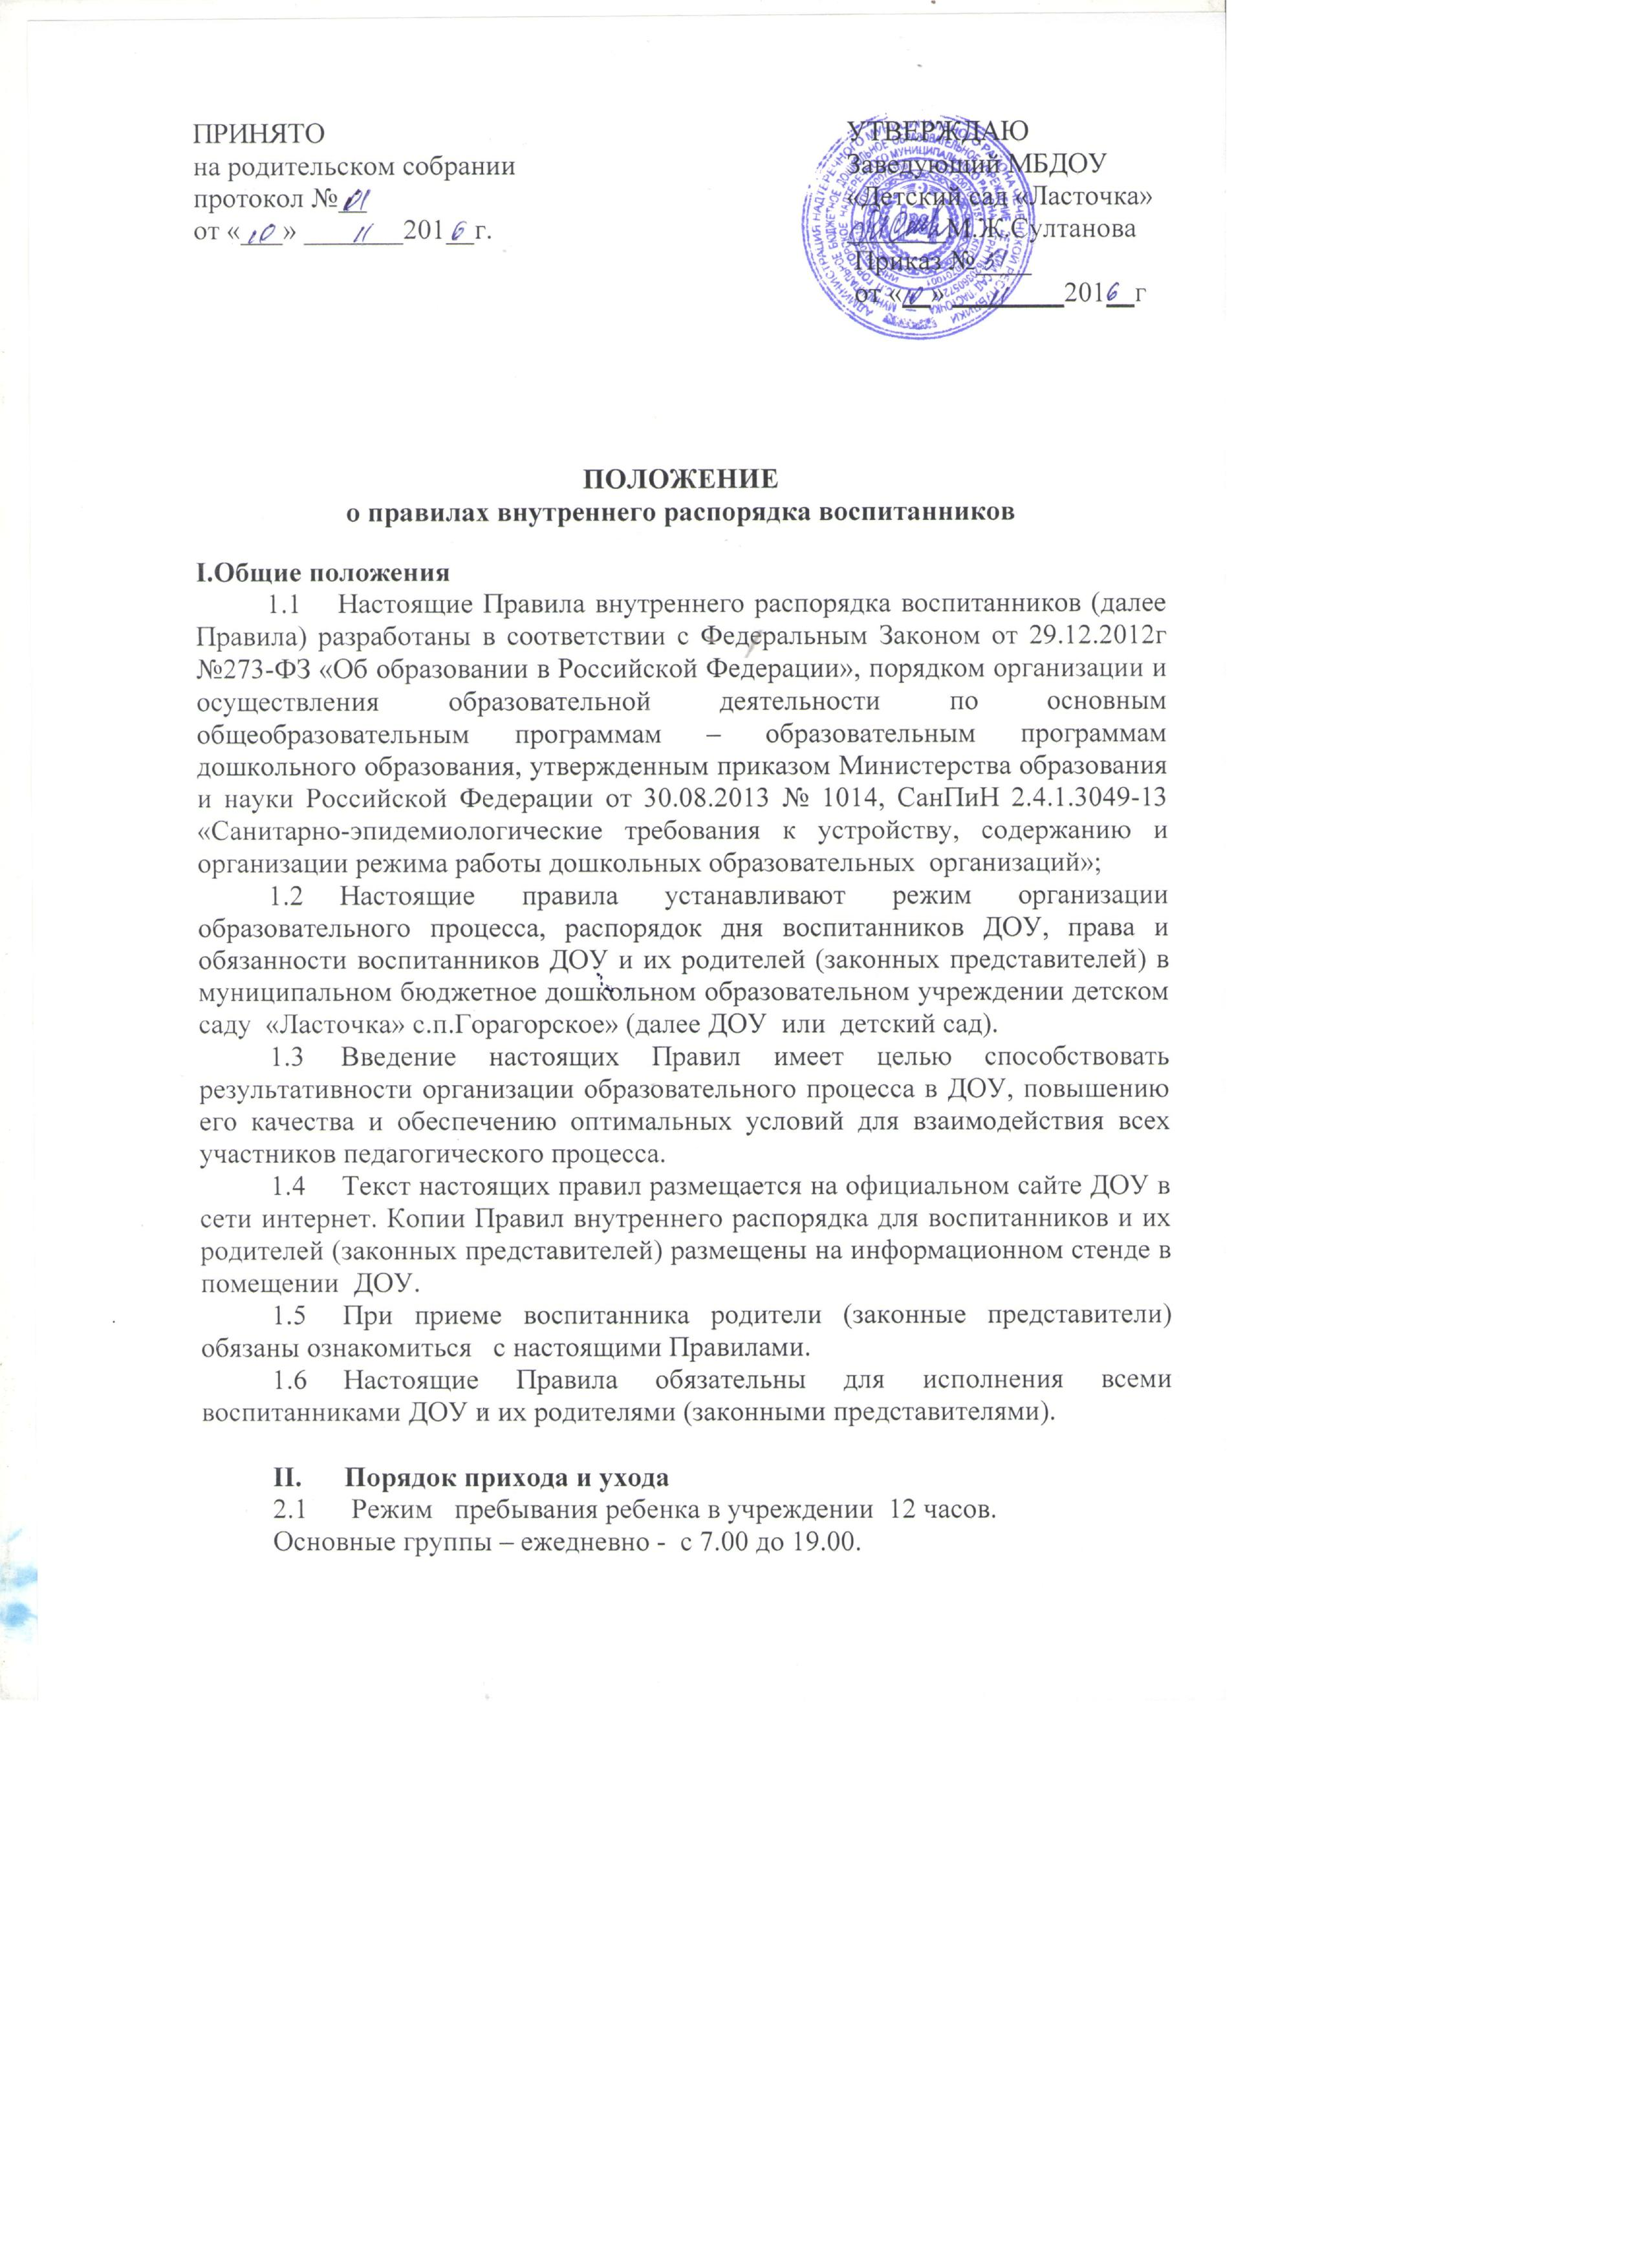 ПРИНЯТО
на родительском собрании
протокол № 01
от «10» 11 2016 г.
УТВЕРЖДАЮ
Заведующий МБДОУ
«Детский сад «Ласточка»
М.Ж.Султанова
Приказ №
от «10» 11 2016 г
ПОЛОЖЕНИЕ
о правилах внутреннего распорядка воспитанников
I.Общие положения
1.1 Настоящие Правила внутреннего распорядка воспитанников (далее
Правила) разработаны в соответствии с Федеральным Законом от 29.12.2012г
№273-ФЗ «Об образовании в Российской Федерации», порядком организации и
осуществления образовательной деятельности по основным
общеобразовательным программам – образовательным программам
дошкольного образования, утвержденным приказом Министерства образования
и науки Российской Федерации от 30.08.2013 № 1014, СанПиН 2.4.1.3049-13
«Санитарно-эпидемиологические требования к устройству, содержанию и
организации режима работы дошкольных образовательных организаций»;
1.2 Настоящие правила устанавливают режим организации
образовательного процесса, распорядок дня воспитанников ДОУ, права и
обязанности воспитанников ДОУ и их родителей (законных представителей) в
муниципальном бюджетное дошкольном образовательном учреждении детском
саду «Ласточка» с.п.Горагорское» (далее ДОУ или детский сад).
1.3 Введение настоящих Правил имеет целью способствовать
результативности организации образовательного процесса в ДОУ, повышению
его качества и обеспечению оптимальных условий для взаимодействия всех
участников педагогического процесса.
1.4 Текст настоящих правил размещается на официальном сайте ДОУ в
сети интернет. Копии Правил внутреннего распорядка для воспитанников и их
родителей (законных представителей) размещены на информационном стенде в
помещении ДОУ.
1.5 При приеме воспитанника родители (законные представители)
обязаны ознакомиться с настоящими Правилами.
1.6 Настоящие Правила обязательны для исполнения всеми
воспитанниками ДОУ и их родителями (законными представителями).
II. Порядок прихода и ухода
2.1 Режим пребывания ребенка в учреждении 12 часов.
Основные группы – ежедневно - с 7.00 до 19.00.